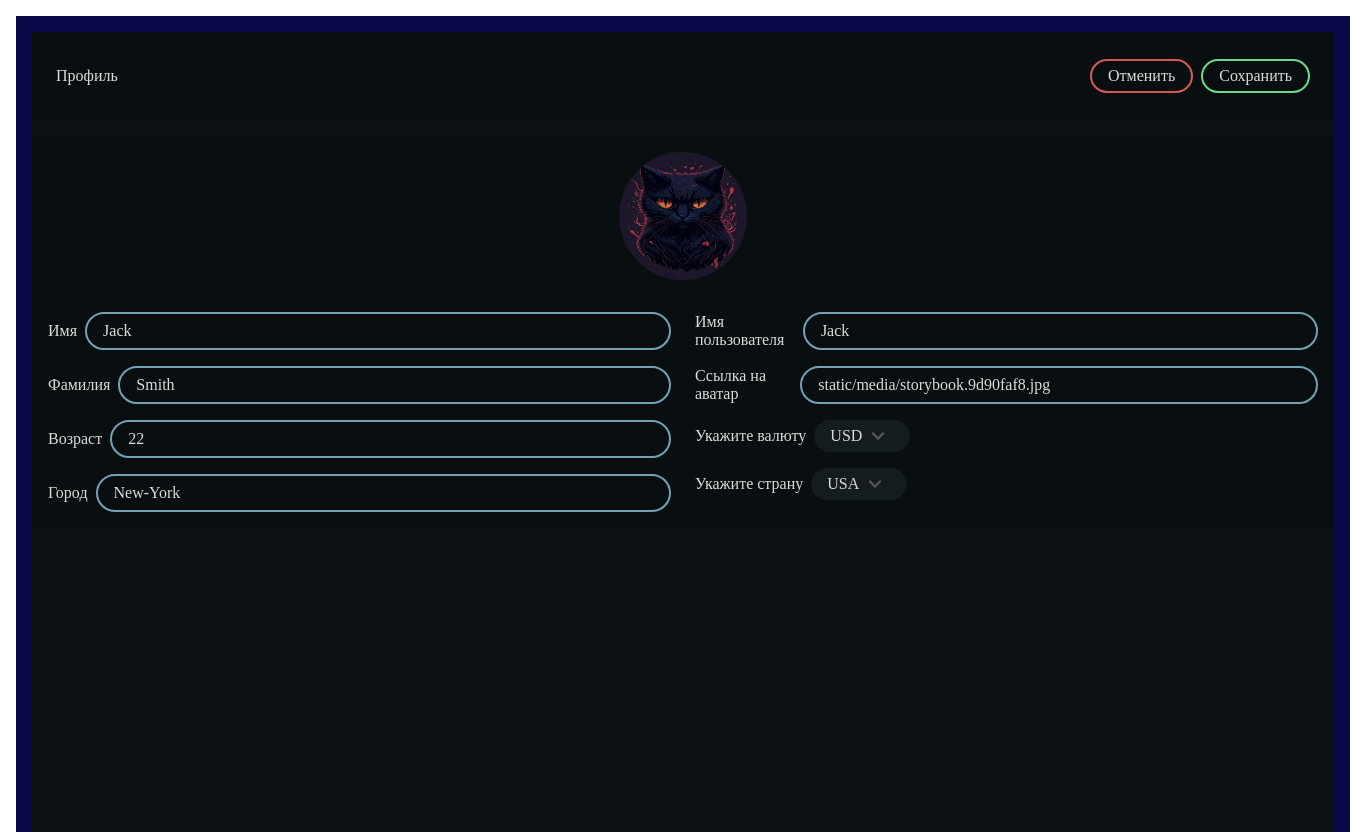 Профиль
Отменить
Сохранить
Имя
Jack
Фамилия
Smith
Возраст
22
Город
New-York
Имя
пользователя
Jack
Ссылка на
аватар
static/media/storybook.9d90faf8.jpg
Укажите валюту
USD
Укажите страну
USA